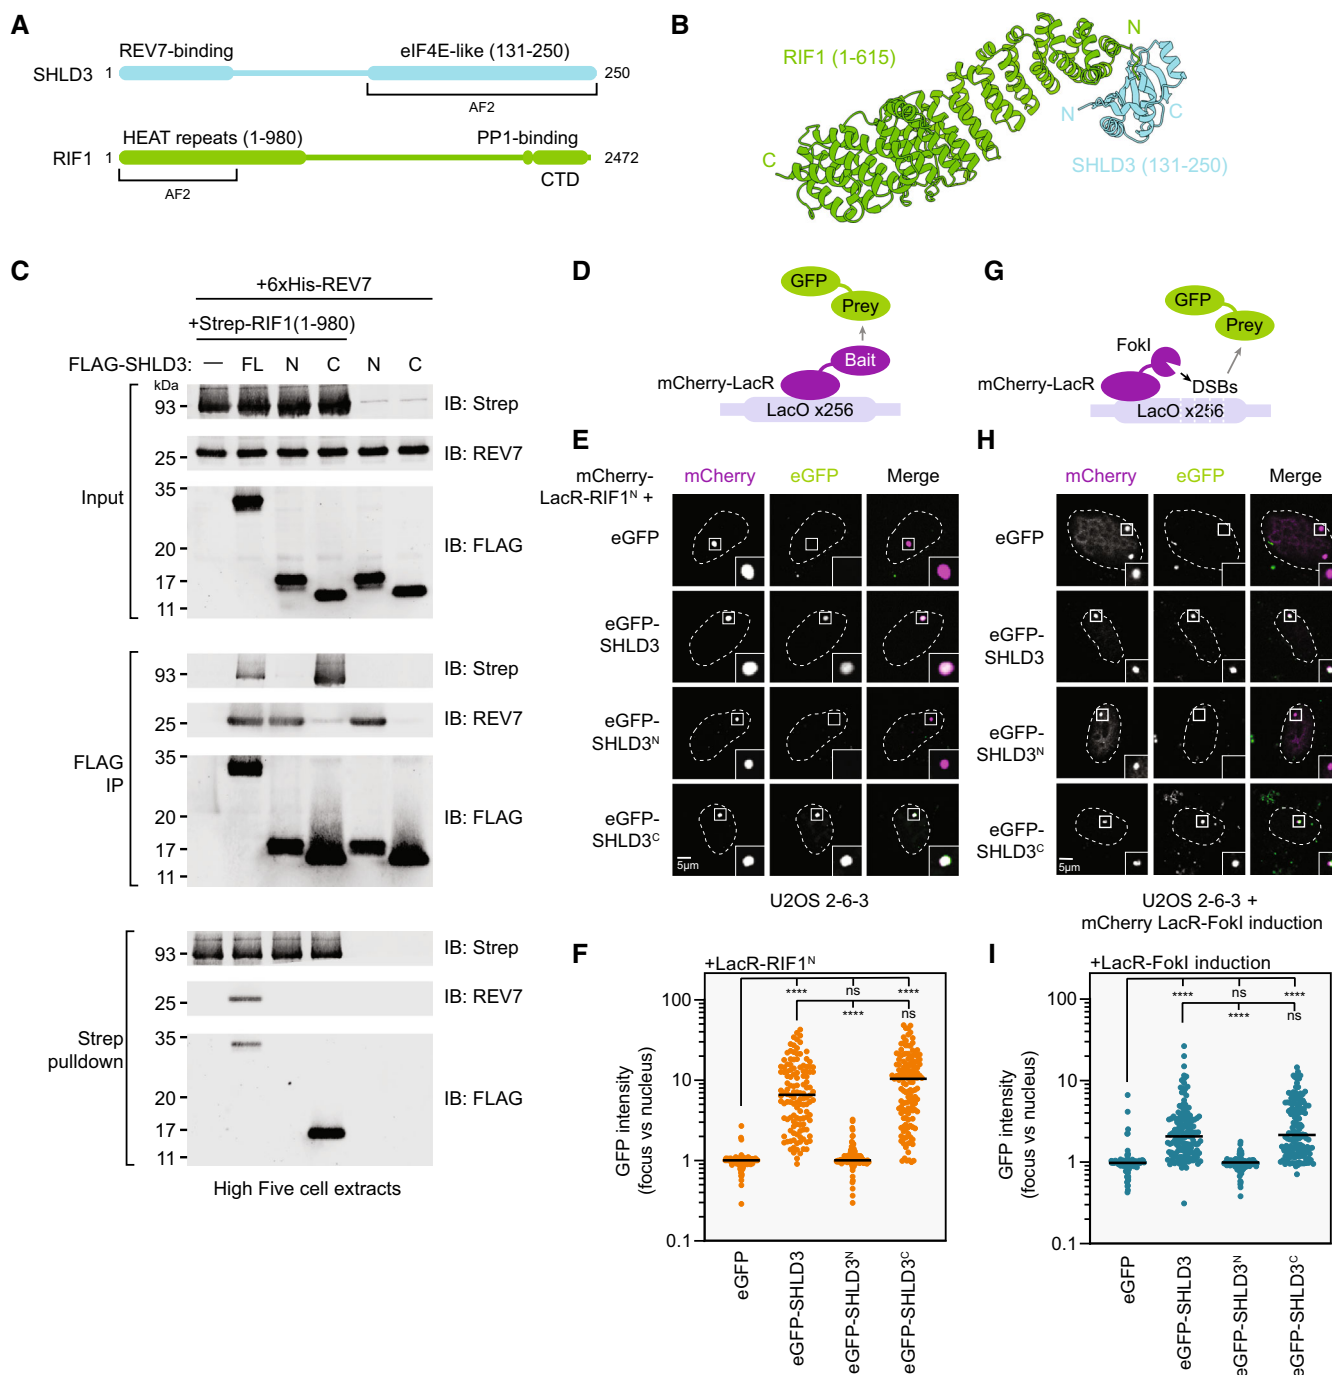 A
REV7-binding
eIF4E-like (131-250)
SHLD3 1
250
AF2
HEAT repeats (1-980)
PP1-binding
RIF1 1
2472
AF2
CTD
B
RIF1 (1-615)
N
N
C
C
SHLD3 (131-250)
C
+6xHis-REV7
+Strep-RIF1(1-980)
FLAG-SHLD3: — FL N C N C
kDa
Input
93
IB: Strep
25
IB: REV7
35
20
17
11
IB: FLAG
FLAG
IP
93
IB: Strep
25
IB: REV7
35
20
17
11
IB: FLAG
Strep
pulldown
93
IB: Strep
25
IB: REV7
35
20
17
11
IB: FLAG
High Five cell extracts
D
GFP
Prey
Bait
mCherry-LacR
LacO x256
E
mCherry-
LacR-RIF1ᴺ +
mCherry
eGFP
Merge
eGFP
eGFP-
SHLD3
eGFP-
SHLD3ᴺ
eGFP-
SHLD3ᶜ
5µm
U2OS 2-6-3
F
+LacR-RIF1ᴺ
**** ns ****
**** ns
100
10
1
0.1
GFP intensity
(focus vs nucleus)
eGFP
eGFP-SHLD3
eGFP-SHLD3ᴺ
eGFP-SHLD3ᶜ
G
GFP
Prey
FokI
mCherry-LacR
DSBs
LacO x256
H
mCherry
eGFP
Merge
eGFP
eGFP-
SHLD3
eGFP-
SHLD3ᴺ
eGFP-
SHLD3ᶜ
5µm
U2OS 2-6-3 +
mCherry LacR-FokI induction
I
+LacR-FokI induction
**** ns ****
**** ns
100
10
1
0.1
GFP intensity
(focus vs nucleus)
eGFP
eGFP-SHLD3
eGFP-SHLD3ᴺ
eGFP-SHLD3ᶜ